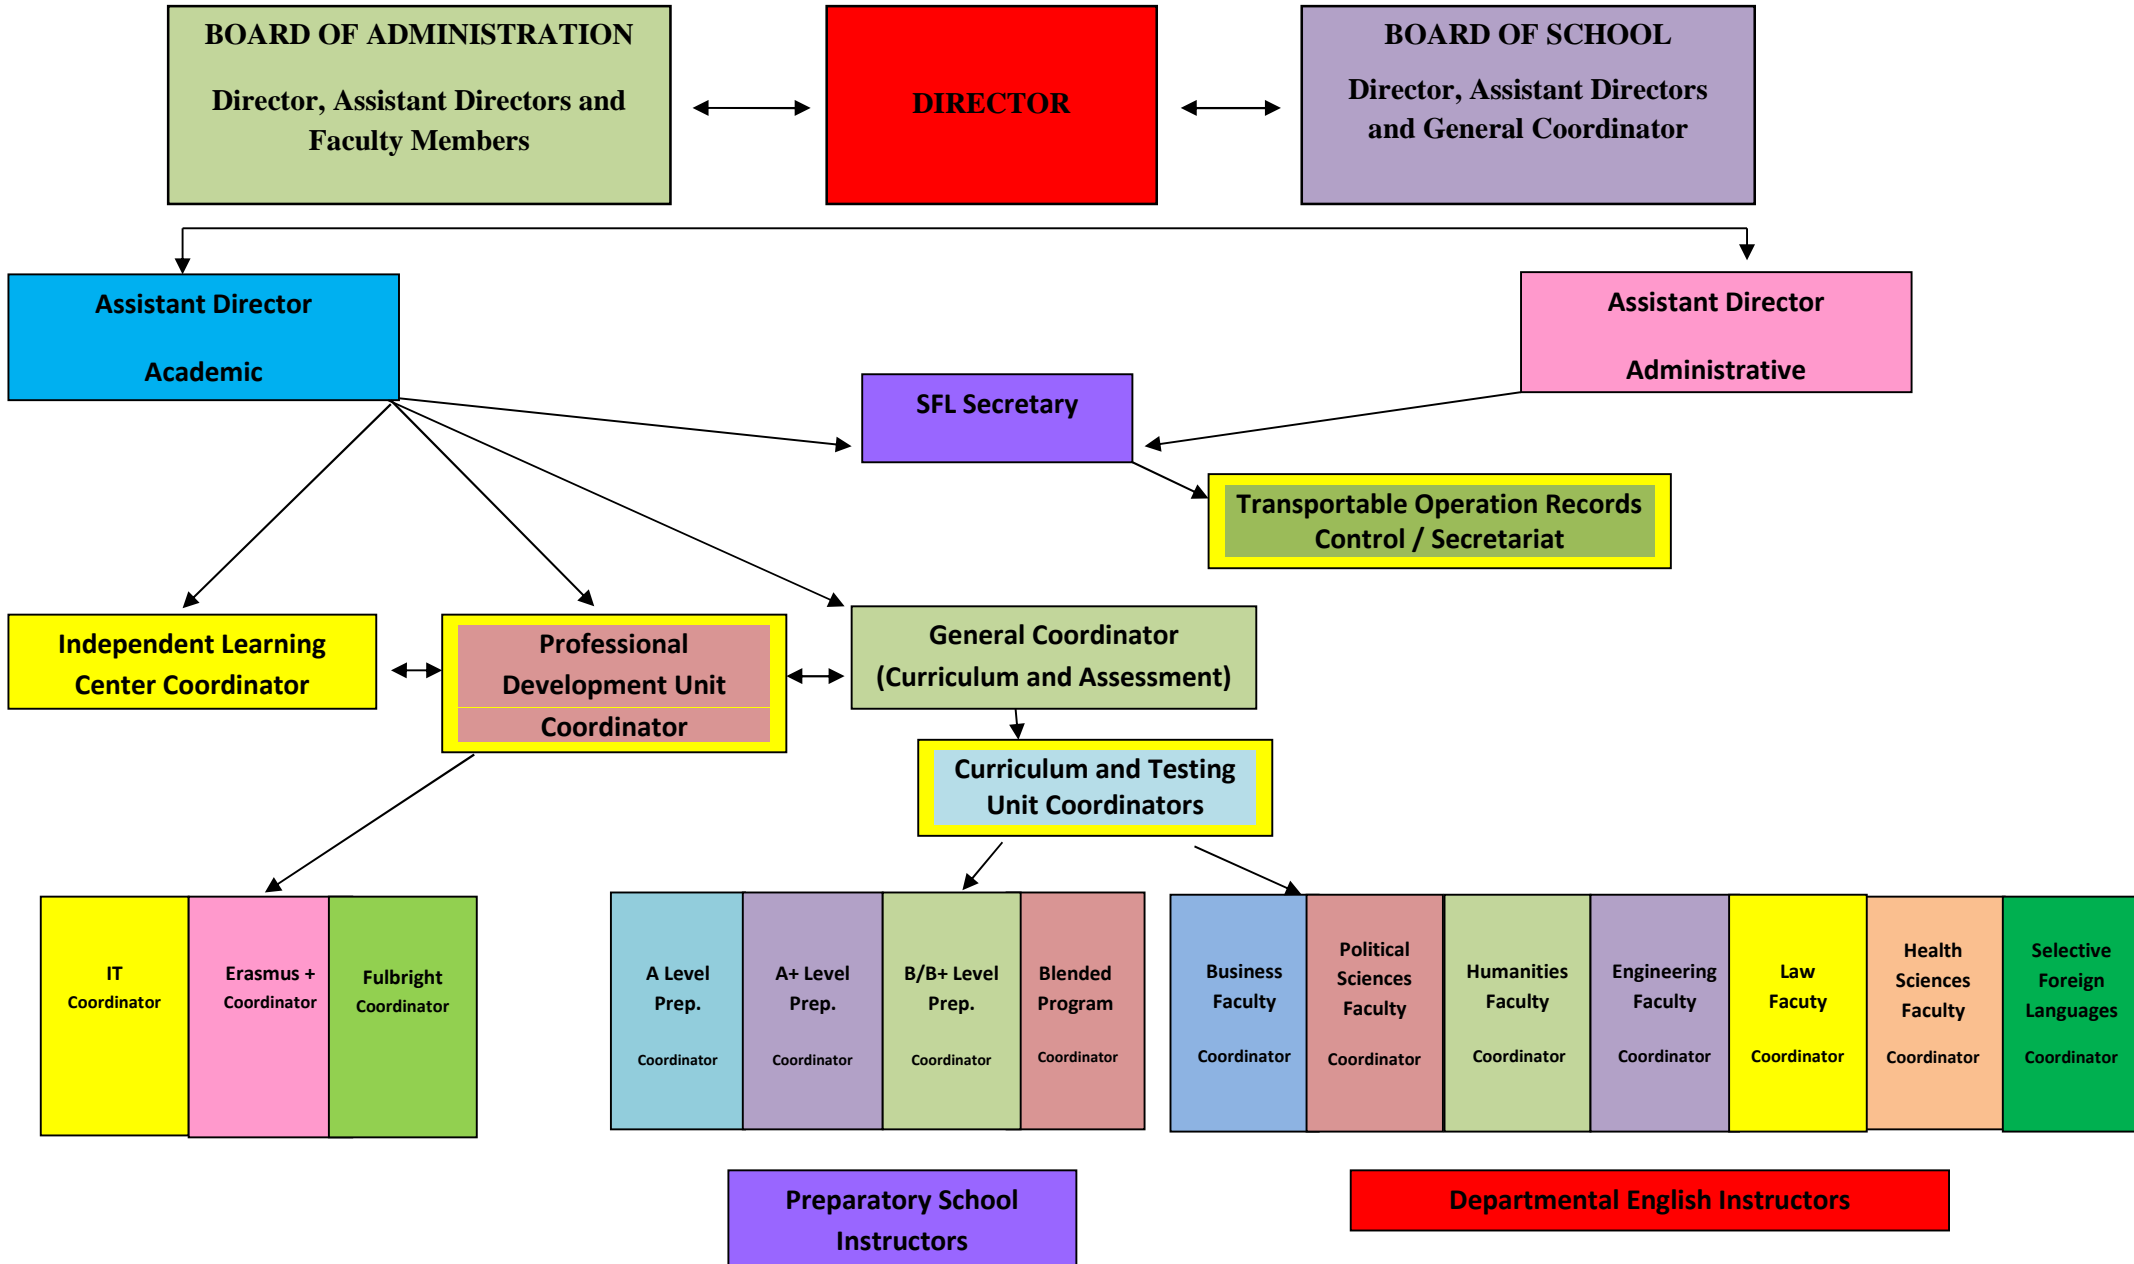 BOARD OF ADMINISTRATION
Director, Assistant Directors and
Faculty Members
DIRECTOR
BOARD OF SCHOOL
Director, Assistant Directors
and General Coordinator
Assistant Director
Academic
Assistant Director
Administrative
SFL Secretary
Transportable Operation Records
Control / Secretariat
Independent Learning
Center Coordinator
Professional
Development Unit
Coordinator
General Coordinator
(Curriculum and Assessment)
Curriculum and Testing
Unit Coordinators
IT
Coordinator
Erasmus +
Coordinator
Fulbright
Coordinator
A Level
Prep.
Coordinator
A+ Level
Prep.
Coordinator
B/B+ Level
Prep.
Coordinator
Blended
Program
Coordinator
Business
Faculty
Coordinator
Political
Sciences
Faculty
Coordinator
Humanities
Faculty
Coordinator
Engineering
Faculty
Coordinator
Law
Facuty
Coordinator
Health
Sciences
Faculty
Coordinator
Selective
Foreign
Languages
Coordinator
Preparatory School
Instructors
Departmental English Instructors